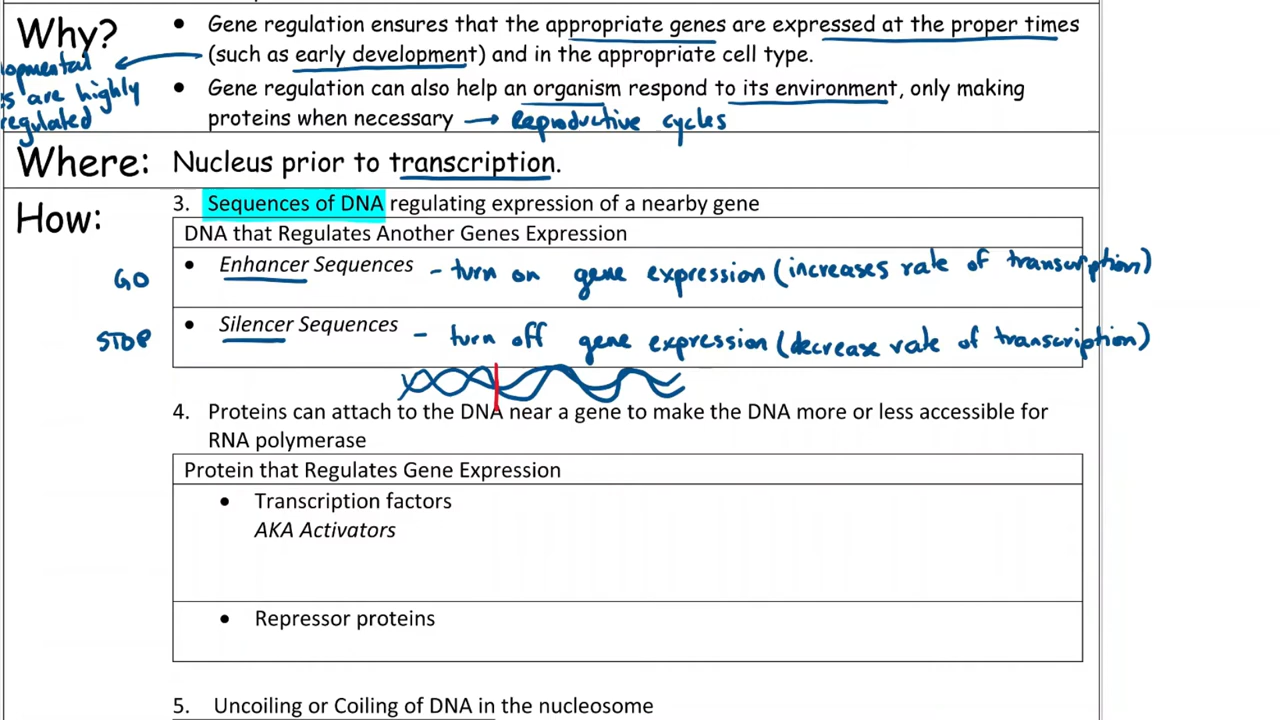 Why?
• Gene regulation ensures that the appropriate genes are expressed at the proper times
(such as early development) and in the appropriate cell type.
are highly
regulated
• Gene regulation can also help an organism respond to its environment, only making
proteins when necessary → Reproductive cycles
Where: Nucleus prior to transcription.
How:
3. Sequences of DNA regulating expression of a nearby gene
DNA that Regulates Another Genes Expression
GO
• Enhancer Sequences - turn on gene expression (increases rate of transcription)
STOP
• Silencer Sequences - turn off gene expression (decrease rate of transcription)
4. Proteins can attach to the DNA near a gene to make the DNA more or less accessible for
RNA polymerase
Protein that Regulates Gene Expression
• Transcription factors
AKA Activators
• Repressor proteins
5. Uncoiling or Coiling of DNA in the nucleosome